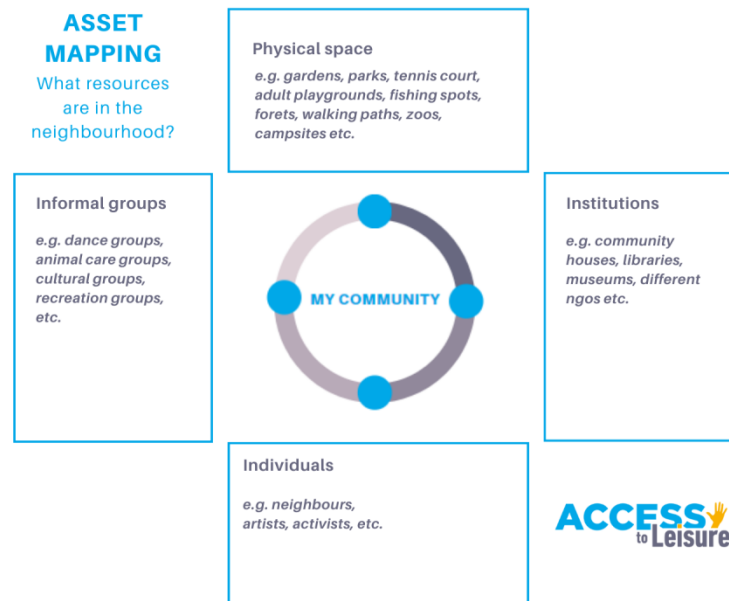 ASSET
MAPPING
What resources
are in the
neighbourhood?
Physical space
e.g. gardens, parks, tennis court,
adult playgrounds, fishing spots,
forets, walking paths, zoos,
campsites etc.
Informal groups
e.g. dance groups,
animal care groups,
cultural groups,
recreation groups,
etc.
MY COMMUNITY
Institutions
e.g. community
houses, libraries,
museums, different
ngos etc.
Individuals
e.g. neighbours,
artists, activists, etc.
ACCESS
to Leisure